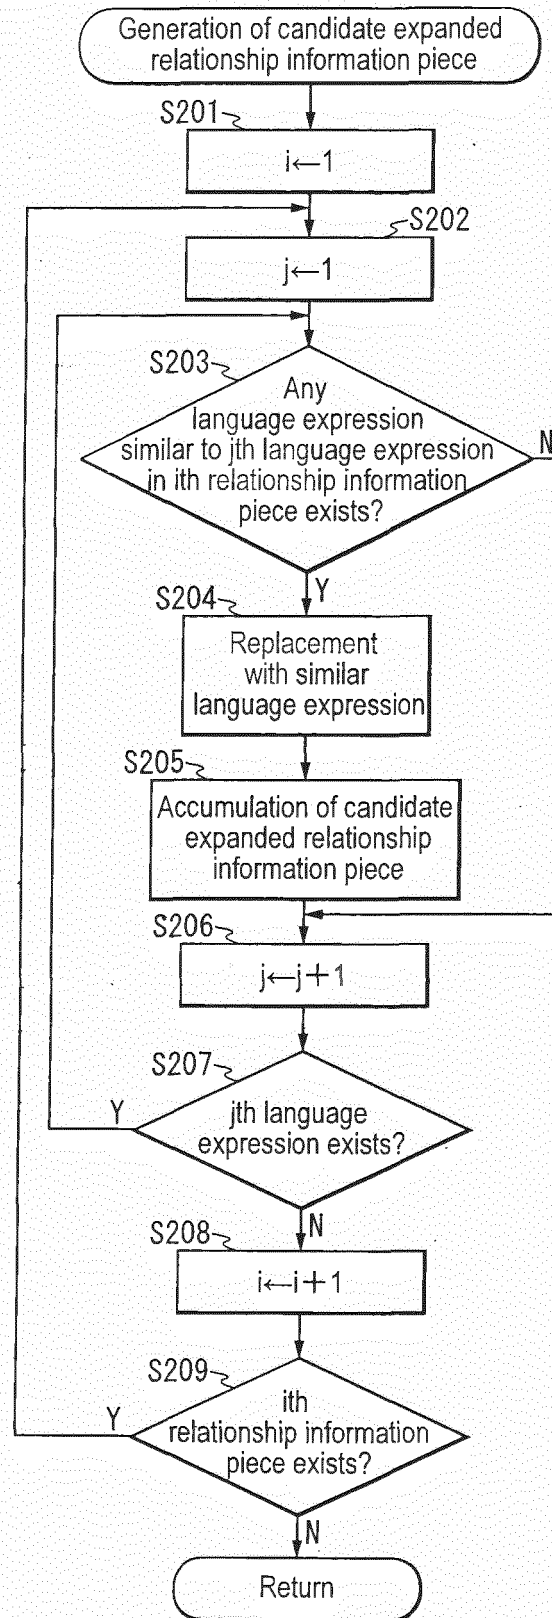 Generation of candidate expanded
relationship information piece
S201
i←1
S202
j←1
S203
Any
language expression
similar to jth language expression
in ith relationship information
piece exists?
N
Y
S204
Replacement
with similar
language expression
S205
Accumulation of candidate
expanded relationship
information piece
S206
j←j+1
S207
jth language
expression exists?
Y
N
S208
i←i+1
S209
ith
relationship information
piece exists?
Y
N
Return